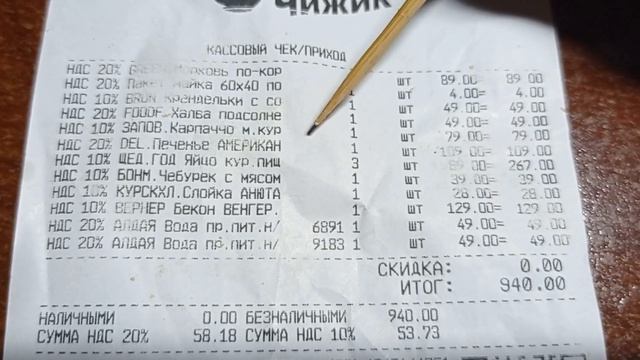 Чижик
КАССОВЫЙ ЧЕК/ПРИХОД
НДС 20% Морковь по-кор 1 шт 89.00= 89.00
НДС 20% Пакет майка 60х40 по 1 шт 4.00= 4.00
НДС 10% Крендельки с со 1 шт 49.00= 49.00
НДС 20% Халва подсолне 1 шт 49.00= 49.00
НДС 10% ЗАПОВ.Карпаччо м.кур 1 шт 79.00= 79.00
НДС 20% DEL.Печенье АМЕРИКАН 1 шт 109.00= 109.00
НДС 10% ЩЕД.ГОД Яйцо кур.пищ 3 шт 89.00= 267.00
НДС 10% БОНМ.Чебурек с мясом 1 шт 39.00= 39.00
НДС 10% КУРСКХЛ.Слойка АНЮТА 1 шт 28.00= 28.00
НДС 10% ВЕРНЕР Бекон ВЕНГЕР. 1 шт 129.00= 129.00
НДС 20% АЛДАЯ Вода пр.пит.н/ 6891 1 шт 49.00= 49.00
НДС 20% АЛДАЯ Вода пр.пит.н/ 9183 1 шт 49.00= 49.00
СКИДКА: 0.00
ИТОГ: 940.00
НАЛИЧНЫМИ 0.00 БЕЗНАЛИЧНЫМИ 940.00
СУММА НДС 20% 58.18 СУММА НДС 10% 53.73